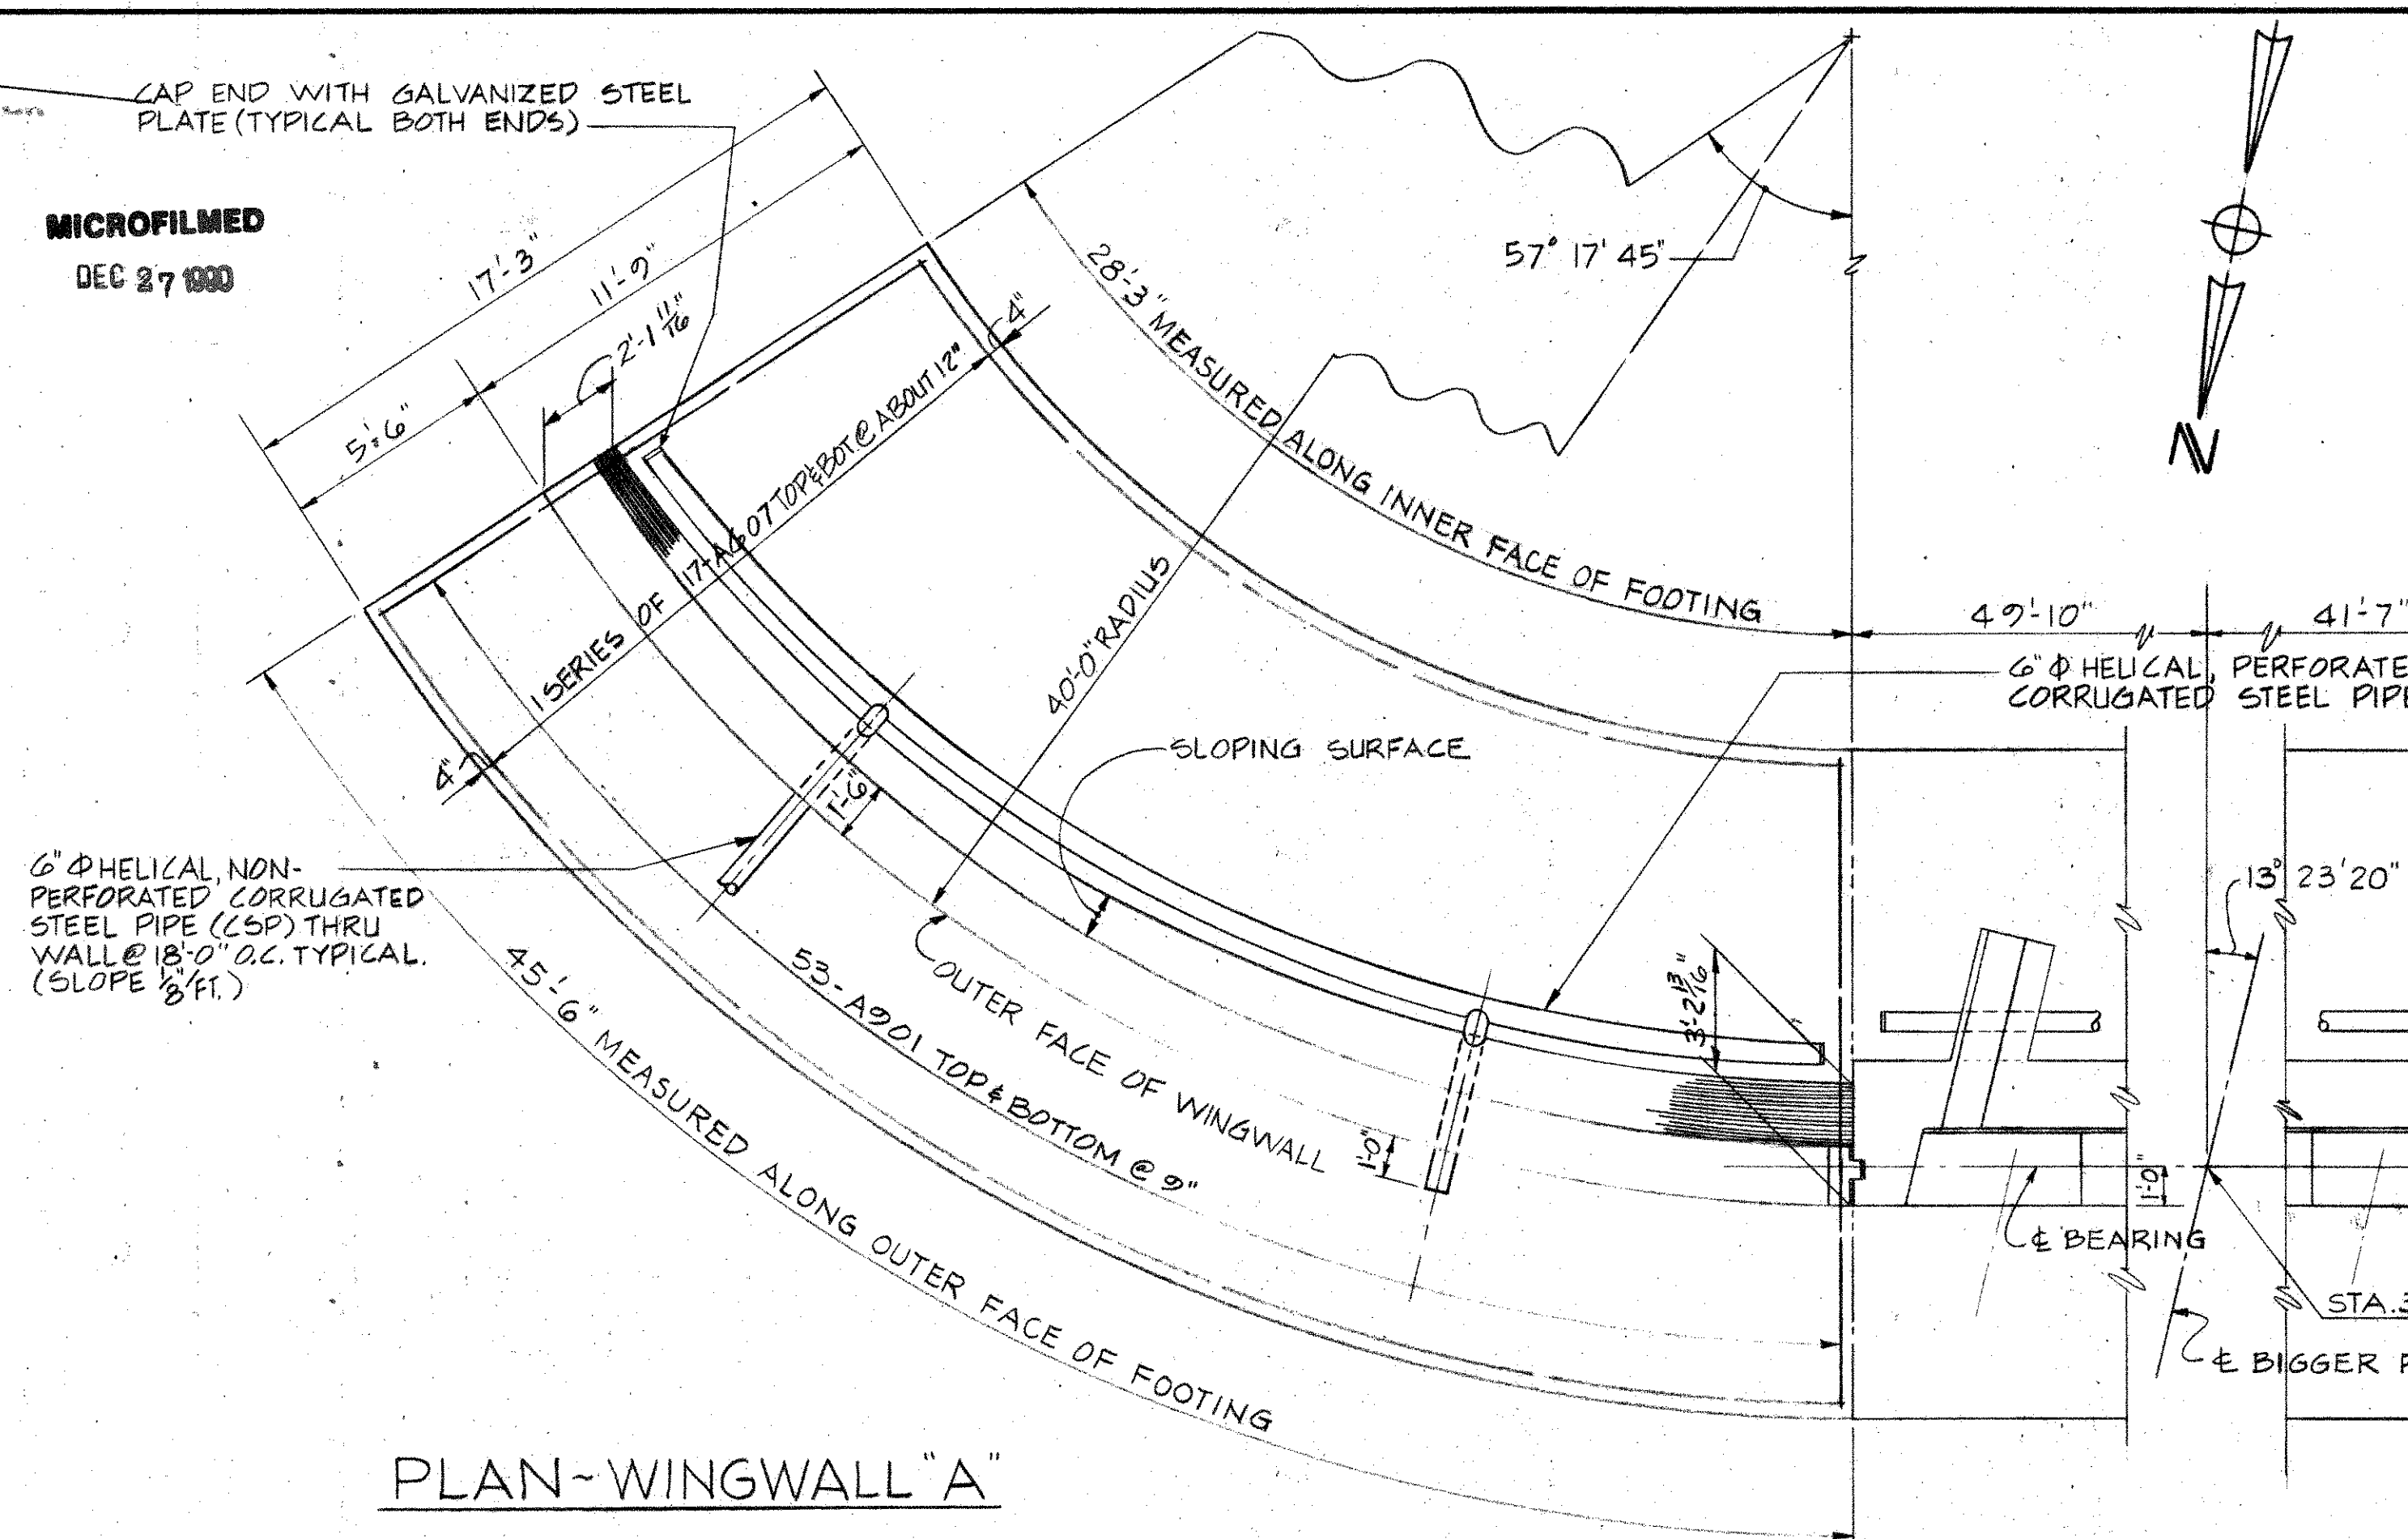 CAP END WITH GALVANIZED STEEL
PLATE (TYPICAL BOTH ENDS)
MICROFILMED
DEC 27 1990
17'-3"
11'-9"
2'-1 11/16"
5'-6"
4"
1 SERIES OF 17-A607 TOP & BOT. @ ABOUT 12"
4"
28'-3" MEASURED ALONG INNER FACE OF FOOTING
57° 17' 45"
N
40'-0" RADIUS
49'-10"
41'-7"
6" Φ HELICAL, PERFORATE
CORRUGATED STEEL PIPE
SLOPING SURFACE
1'-6"
6" Φ HELICAL, NON-
PERFORATED CORRUGATED
STEEL PIPE (CSP) THRU
WALL @ 18'-0" O.C. TYPICAL.
(SLOPE 1/8"/FT.)
13° 23' 20"
3'-2 13/16"
OUTER FACE OF WINGWALL
53-A901 TOP & BOTTOM @ 9"
1'-0"
1'-0"
45'-6" MEASURED ALONG OUTER FACE OF FOOTING
℄ BEARING
STA. 3
℄ BIGGER
PLAN~WINGWALL "A"